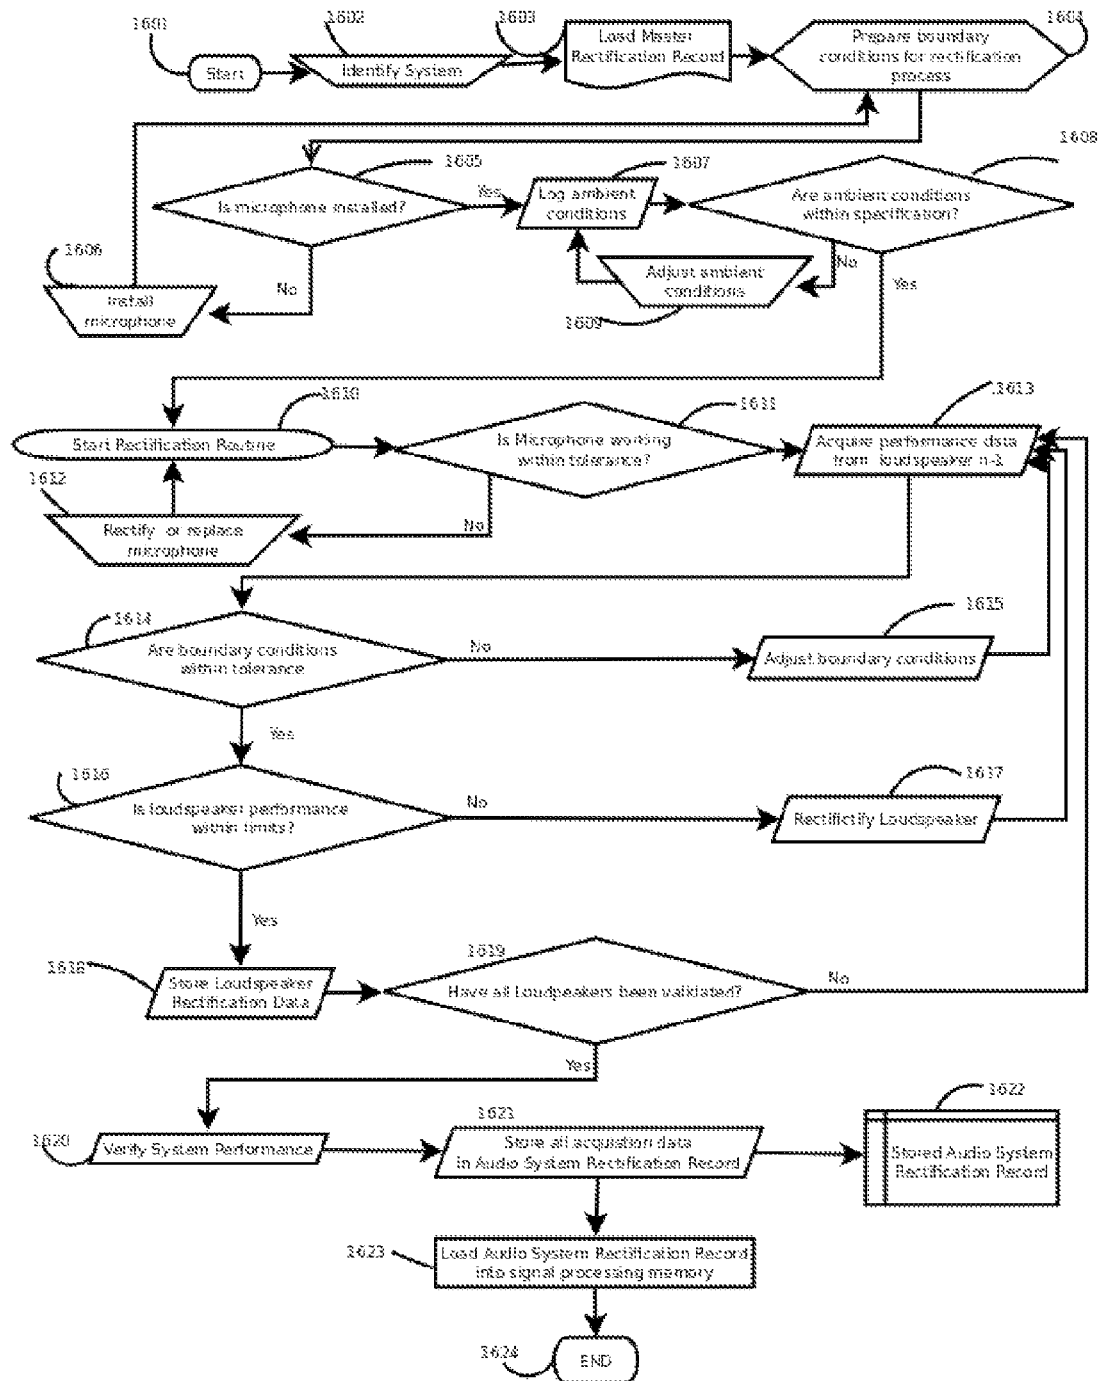 1601
Start
1602
Identify System
1603
Load Master
Rectification Record
1604
Prepare boundary
conditions for rectification
process
1605
Is microphone installed?
Yes
No
1606
Install
microphone
1607
Log ambient
conditions
1608
Are ambient conditions
within specification?
No
Yes
Adjust ambient
conditions
1609
1610
Start Rectification Routine
1611
Is Microphone working
within tolerance?
No
1612
Rectify or replace
microphone
1613
Acquire performance data
from loudspeaker n-1
1614
Are boundary conditions
within tolerance
No
Yes
1615
Adjust boundary conditions
1616
Is loudspeaker performance
within limits?
No
Yes
1617
Rectifictify Loudspeaker
1618
Store Loudspeaker
Rectification Data
1619
Have all Loudpeakers been validated?
No
Yes
1620
Verify System Performance
1621
Store all acquisition data
in Audio System Rectification Record
1622
Stored Audio System
Rectification Record
1623
Load Audio System Rectification Record
into signal processing memory
1624
END